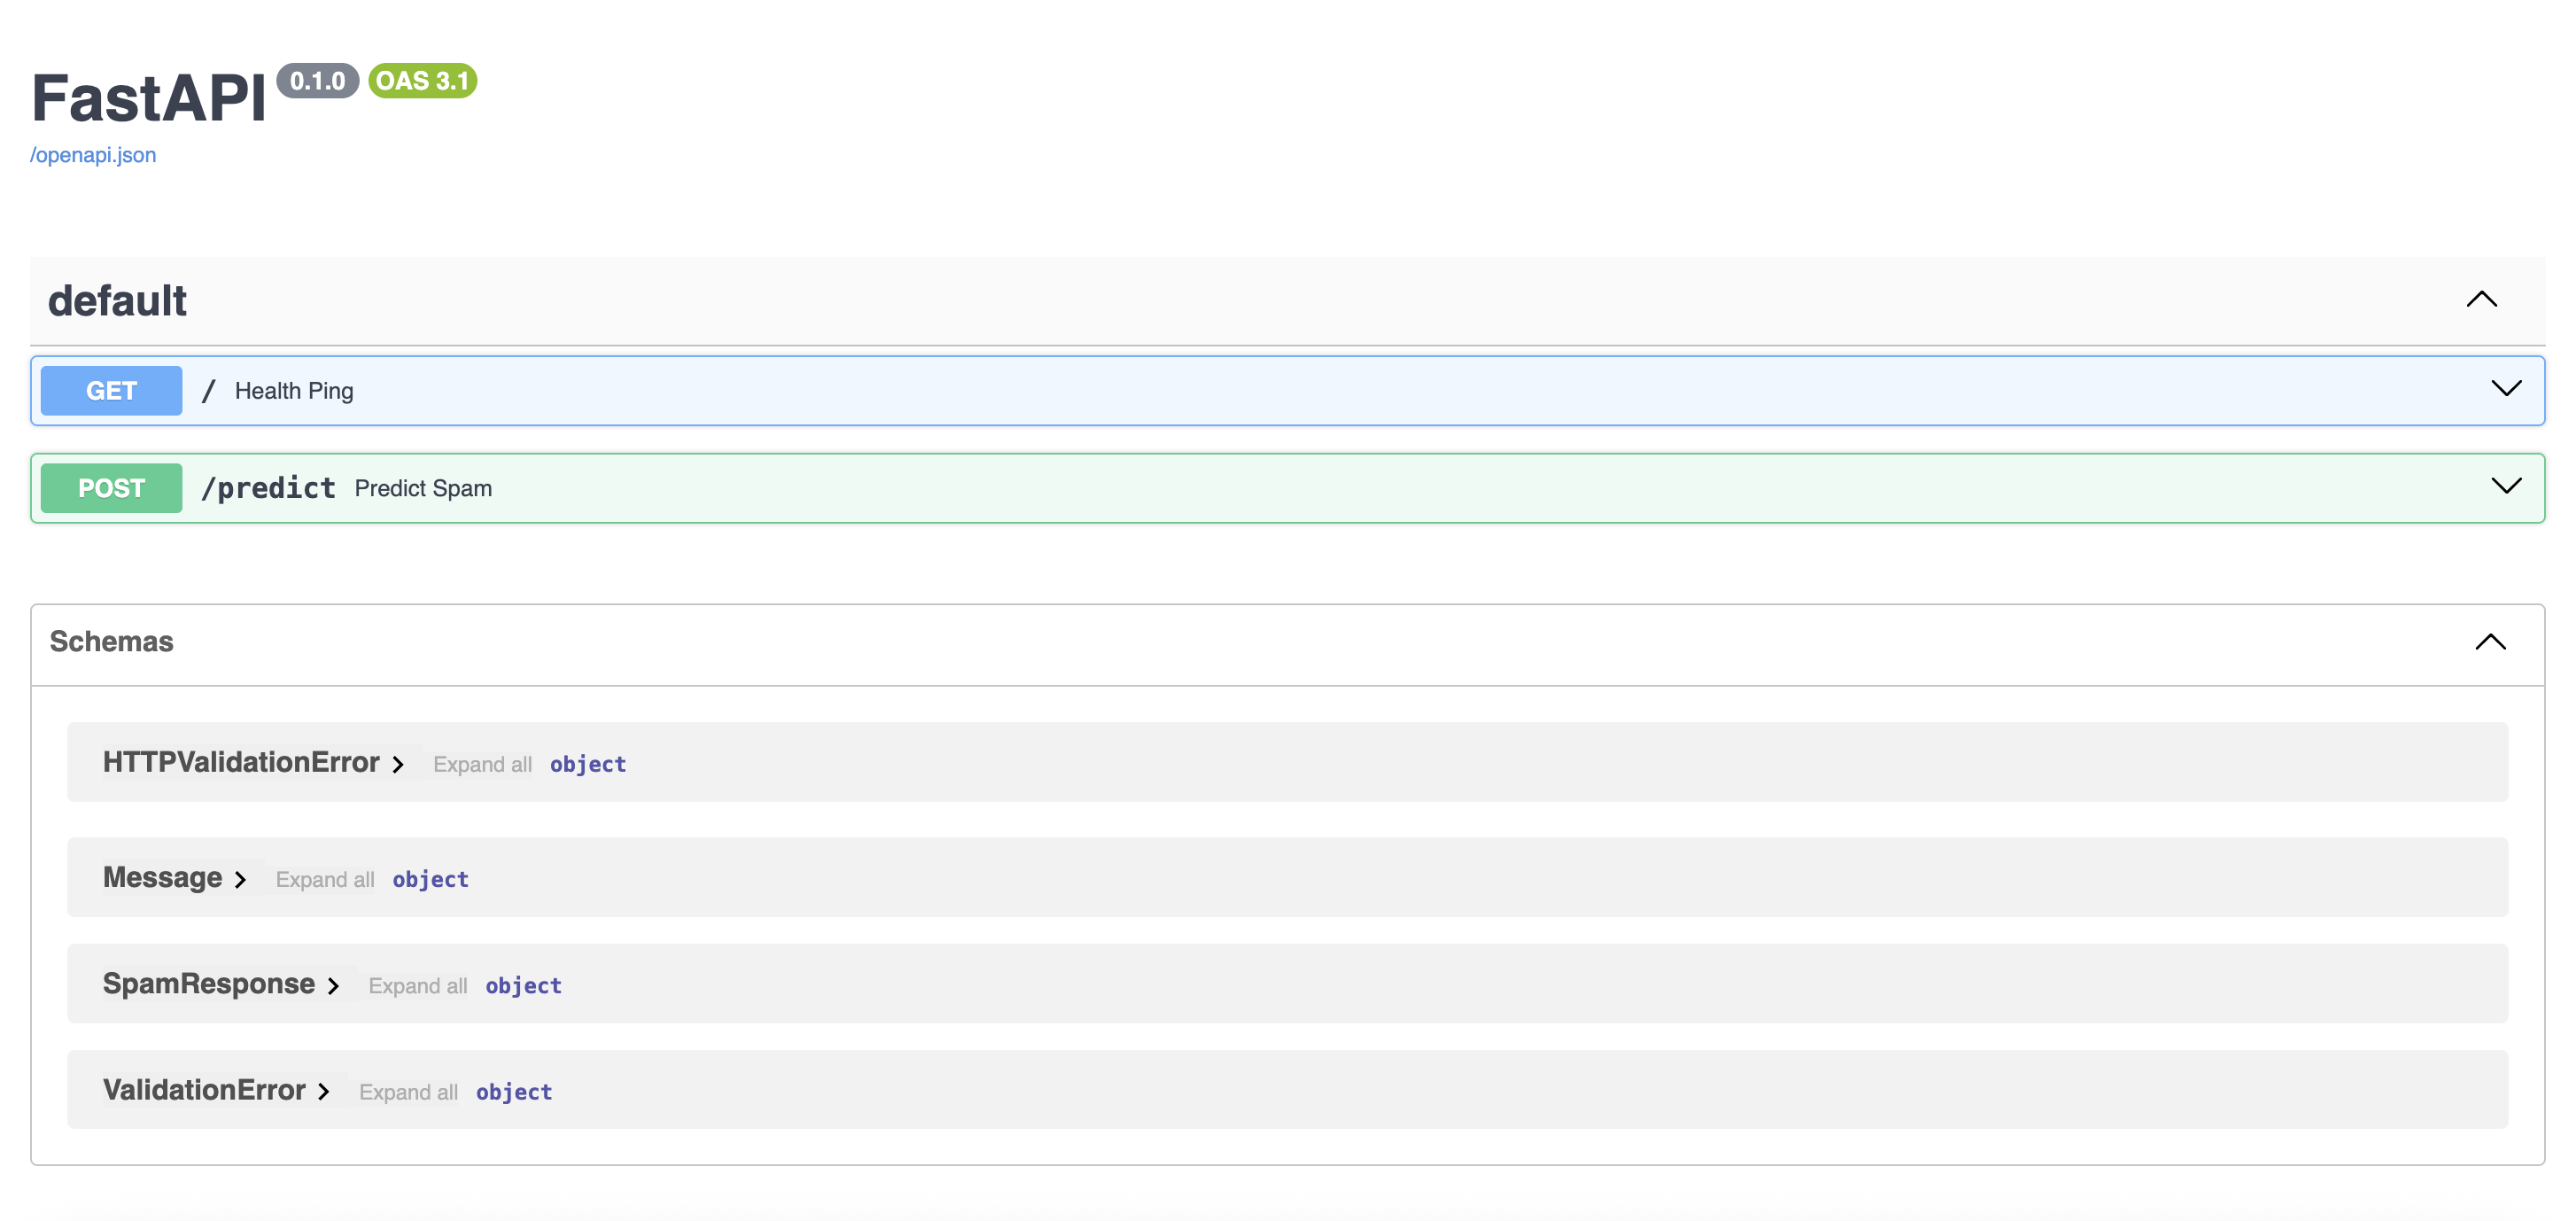 FastAPI 0.1.0 OAS 3.1
/openapi.json
default
GET / Health Ping
POST /predict Predict Spam
Schemas
HTTPValidationError Expand all object
Message Expand all object
SpamResponse Expand all object
ValidationError Expand all object